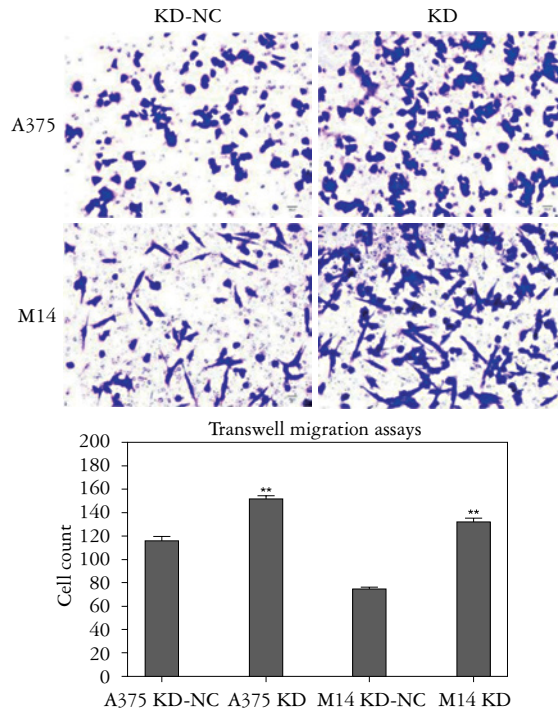 KD-NC KD
A375
M14
Transwell migration assays
200
180
160
140
120
100
80
60
40
20
0
Cell count
** **
A375 KD-NC A375 KD M14 KD-NC M14 KD